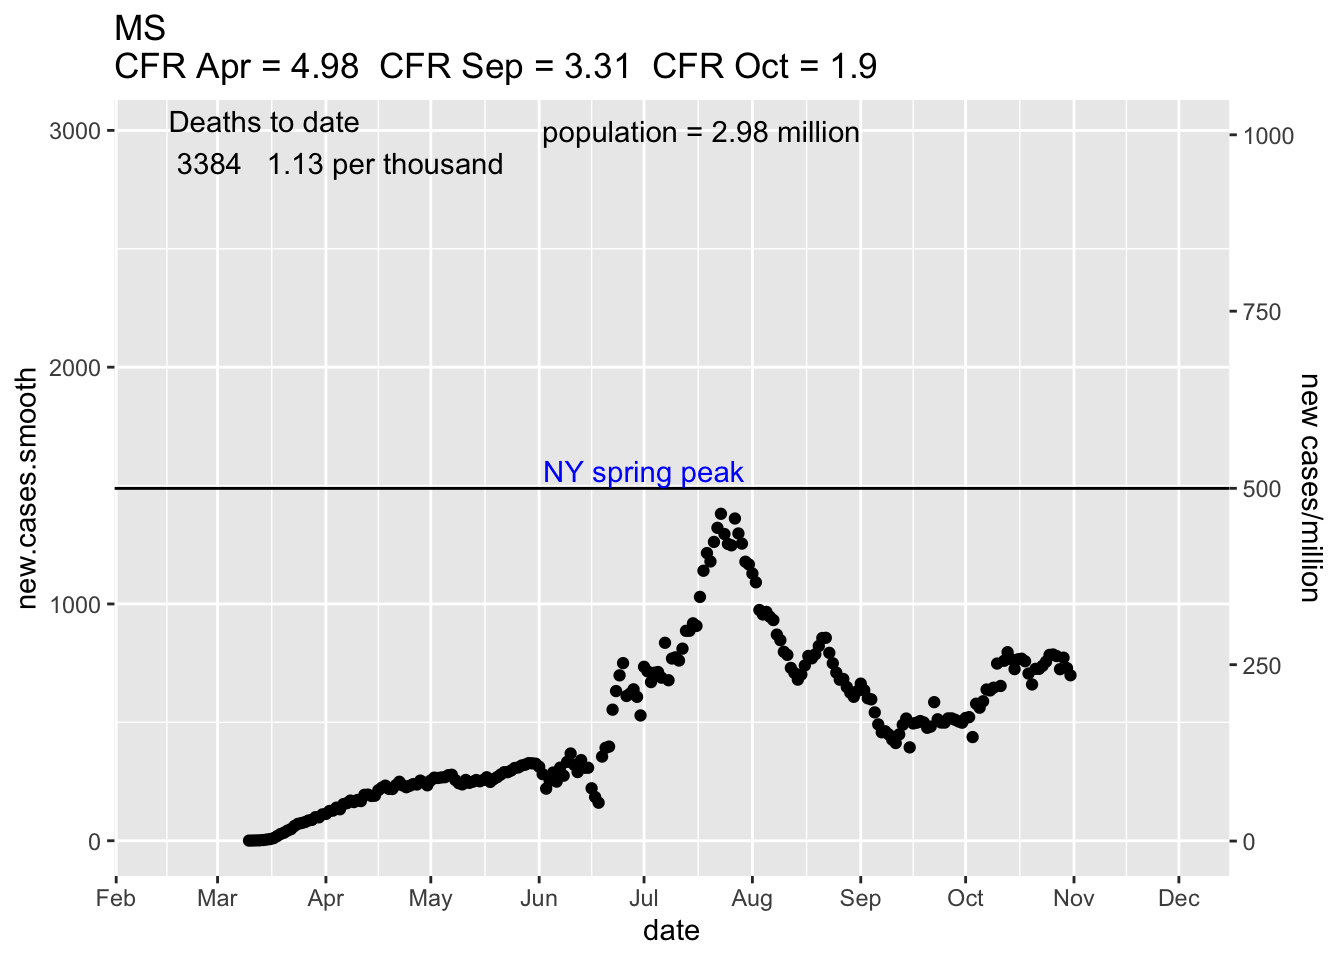 MS
CFR Apr = 4.98  CFR Sep = 3.31  CFR Oct = 1.9
Deaths to date
3384   1.13 per thousand
population = 2.98 million
NY spring peak
3000
2000
1000
0
new.cases.smooth
1000
750
500
250
0
new cases/million
Feb Mar Apr May Jun Jul Aug Sep Oct Nov Dec
date